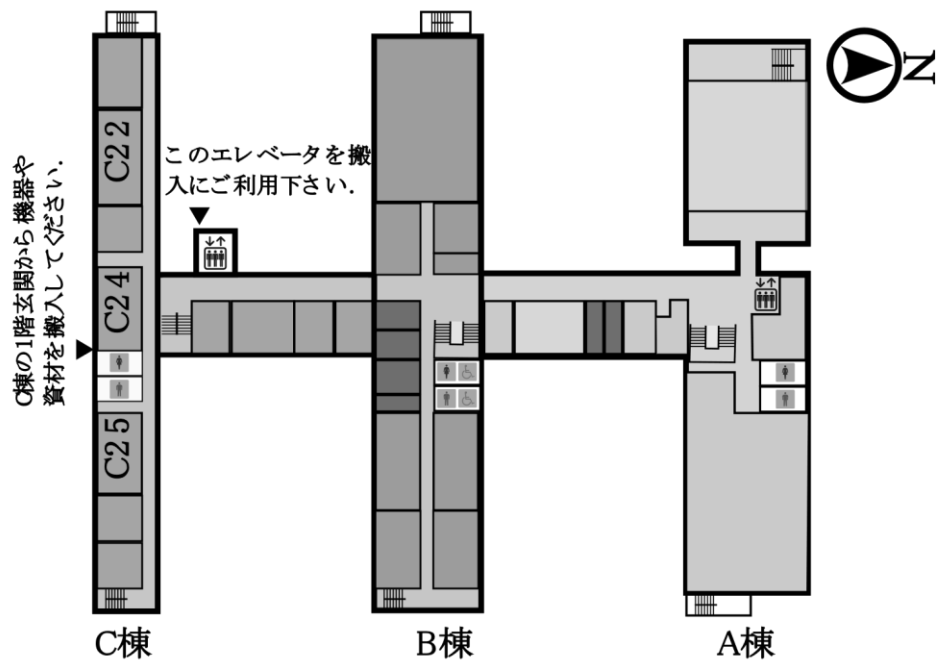 C棟の1階玄関から機器や
資材を搬入してください.
C22
C24
C25
このエレベータを搬
入にご利用下さい.
N
C棟
B棟
A棟